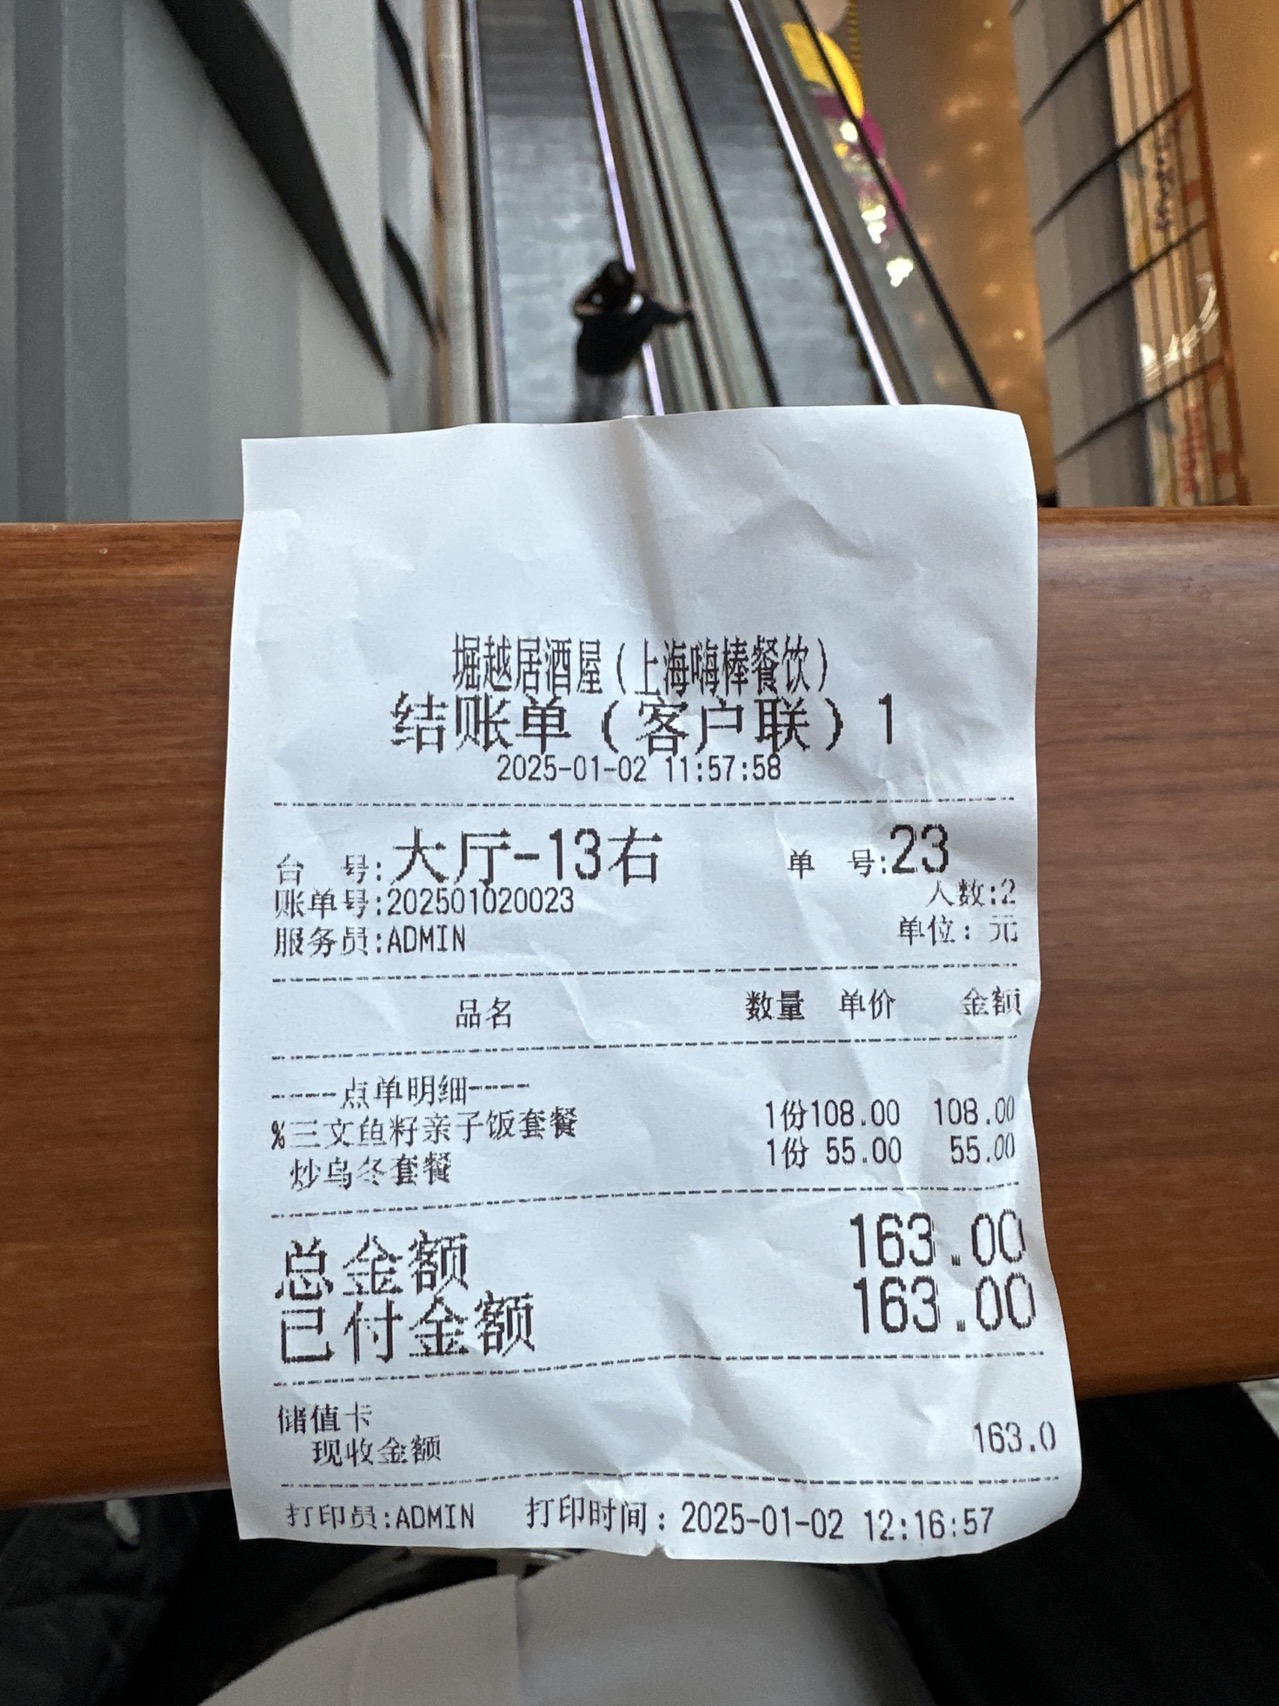 堀越居酒屋(上海嗨棒餐饮)
结账单(客户联)1
2025-01-02 11:57:58
台 号:大厅-13右 单 号:23
账单号:202501020023 人数:2
服务员:ADMIN 单位: 元
品名 数量 单价 金额
----点单明细----
%三文鱼籽亲子饭套餐 1份108.00 108.00
炒乌冬套餐 1份 55.00 55.00
总金额 163.00
已付金额 163.00
储值卡
现收金额 163.0
打印员:ADMIN 打印时间: 2025-01-02 12:16:57